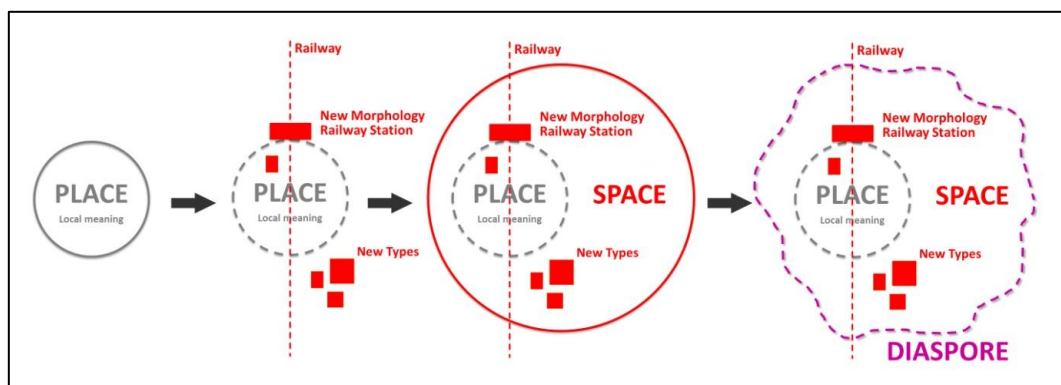 PLACE
Local meaning
Railway
New Morphology
Railway Station
PLACE
Local meaning
New Types
Railway
New Morphology
Railway Station
PLACE
Local meaning
SPACE
New Types
Railway
New Morphology
Railway Station
PLACE
Local meaning
SPACE
New Types
DIASPORE